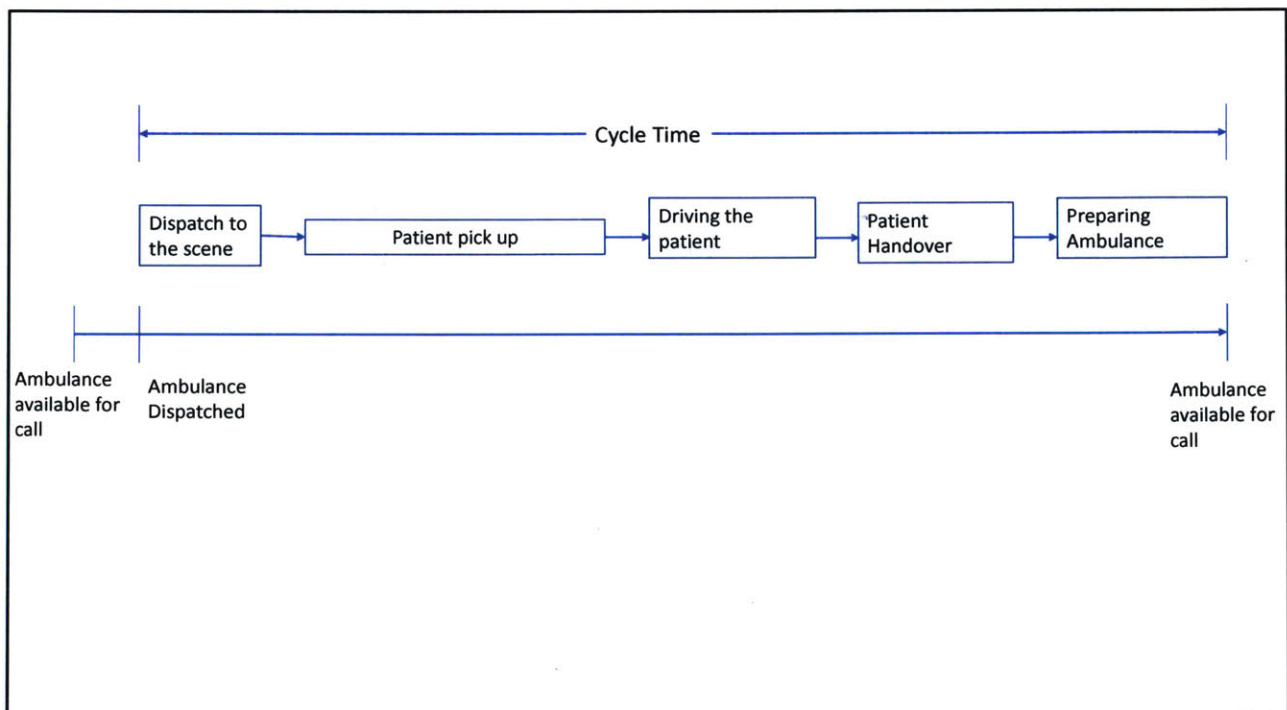 Cycle Time
Dispatch to
the scene
Patient pick up
Driving the
patient
Patient
Handover
Preparing
Ambulance
Ambulance
available for
call
Ambulance
Dispatched
Ambulance
available for
call